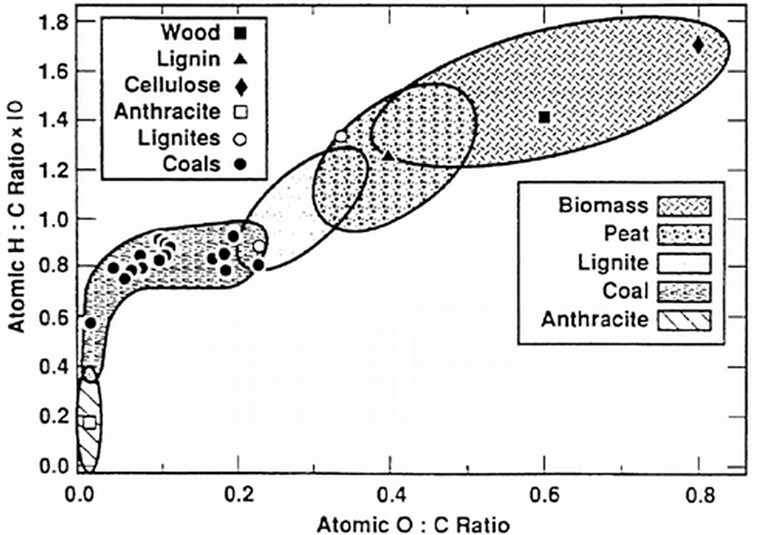 1.8
1.6
1.4
1.2
1.0
0.8
0.6
0.4
0.2
0.0
Atomic H : C Ratio x 10
Wood
Lignin
Cellulose
Anthracite
Lignites
Coals
Biomass
Peat
Lignite
Coal
Anthracite
0.0 0.2 0.4 0.6 0.8
Atomic O : C Ratio